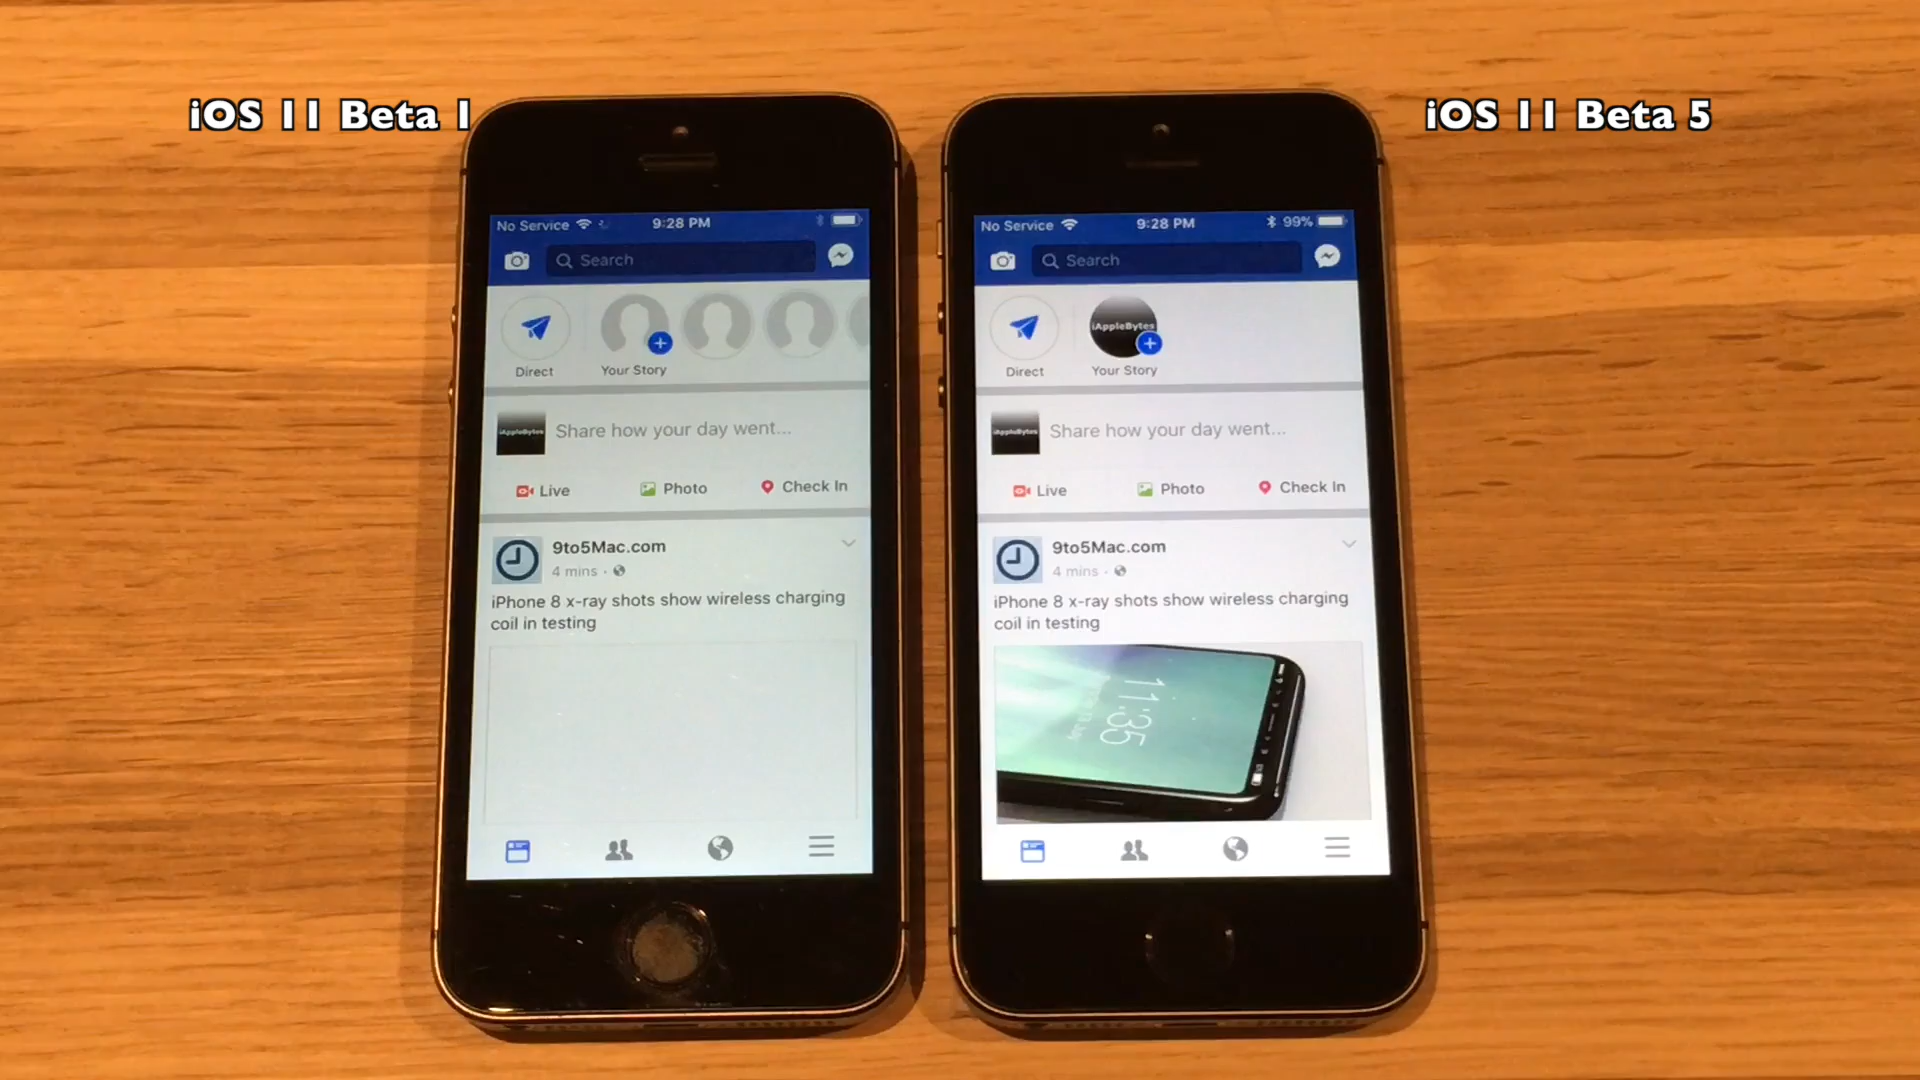 iOS 11 Beta 1
iOS 11 Beta 5
No Service 9:28 PM
Search
Direct
Your Story
iAppleBytes
Share how your day went...
Live
Photo
Check In
9to5Mac.com
4 mins ·
iPhone 8 x-ray shots show wireless charging
coil in testing
No Service 9:28 PM 99%
Search
iAppleBytes
Direct
Your Story
iAppleBytes
Share how your day went...
Live
Photo
Check In
9to5Mac.com
4 mins ·
iPhone 8 x-ray shots show wireless charging
coil in testing
11:35